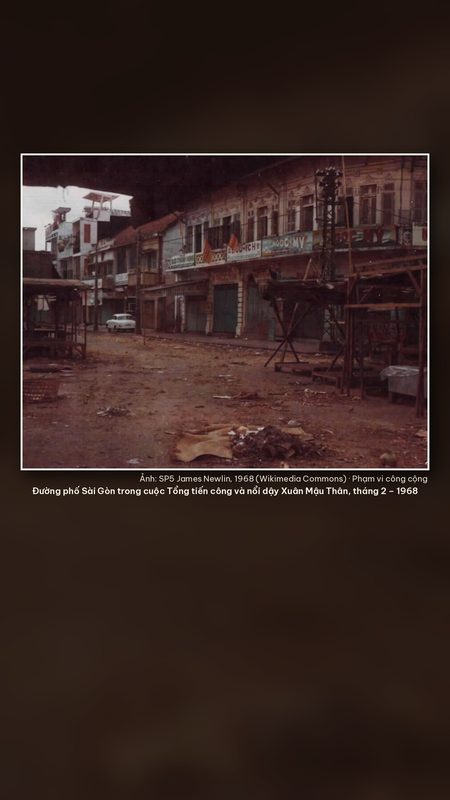 Ảnh: SP5 James Newlin, 1968 (Wikimedia Commons) · Phạm vi công cộng
Đường phố Sài Gòn trong cuộc Tổng tiến công và nổi dậy Xuân Mậu Thân, tháng 2 – 1968